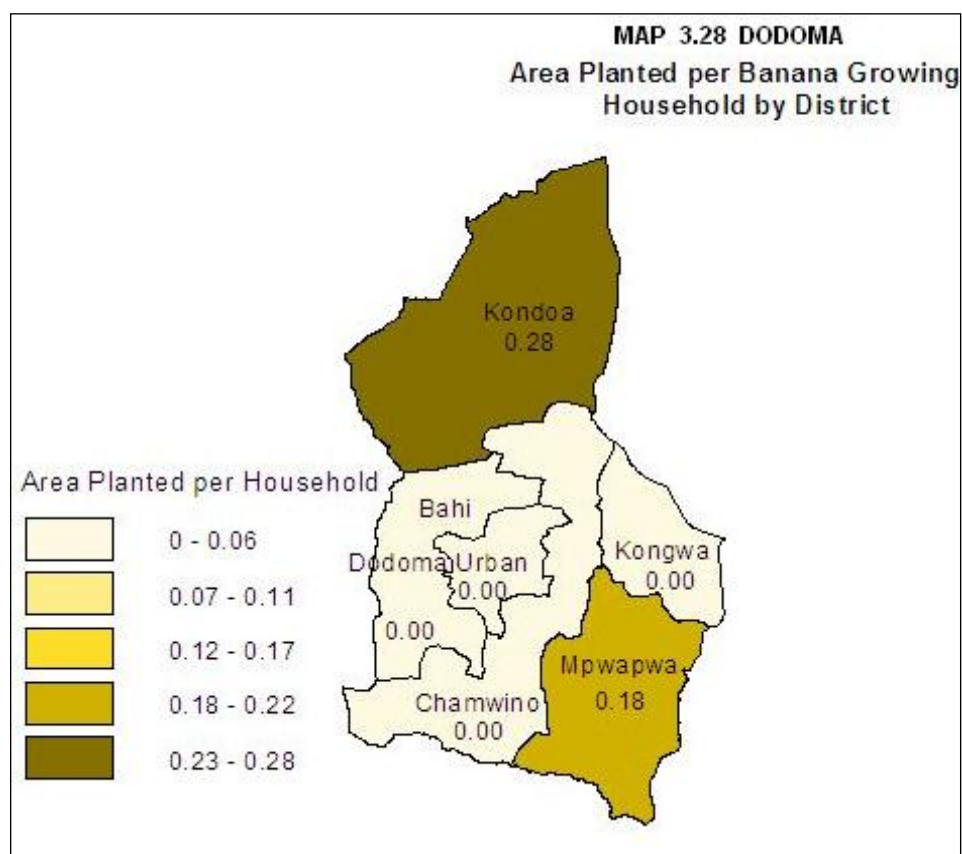 MAP 3.28 DODOMA
Area Planted per Banana Growing
Household by District
Kondoa
0.28
Area Planted per Household
0 - 0.06
0.07 - 0.11
0.12 - 0.17
0.18 - 0.22
0.23 - 0.28
Bahi
0.00
Dodoma Urban
0.00
Kongwa
0.00
Mpwapwa
0.18
Chamwino
0.00